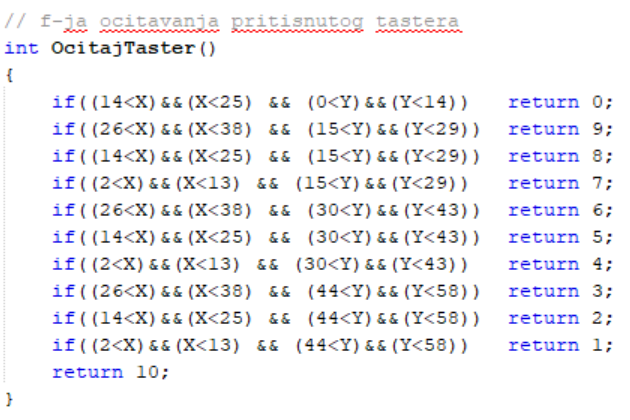 // f-ja ocitavanja pritisnutog tastera
int OcitajTaster()
{
if((14<X)&&(X<25) && (0<Y)&&(Y<14)) return 0;
if((26<X)&&(X<38) && (15<Y)&&(Y<29)) return 9;
if((14<X)&&(X<25) && (15<Y)&&(Y<29)) return 8;
if((2<X)&&(X<13) && (15<Y)&&(Y<29)) return 7;
if((26<X)&&(X<38) && (30<Y)&&(Y<43)) return 6;
if((14<X)&&(X<25) && (30<Y)&&(Y<43)) return 5;
if((2<X)&&(X<13) && (30<Y)&&(Y<43)) return 4;
if((26<X)&&(X<38) && (44<Y)&&(Y<58)) return 3;
if((14<X)&&(X<25) && (44<Y)&&(Y<58)) return 2;
if((2<X)&&(X<13) && (44<Y)&&(Y<58)) return 1;
return 10;
}